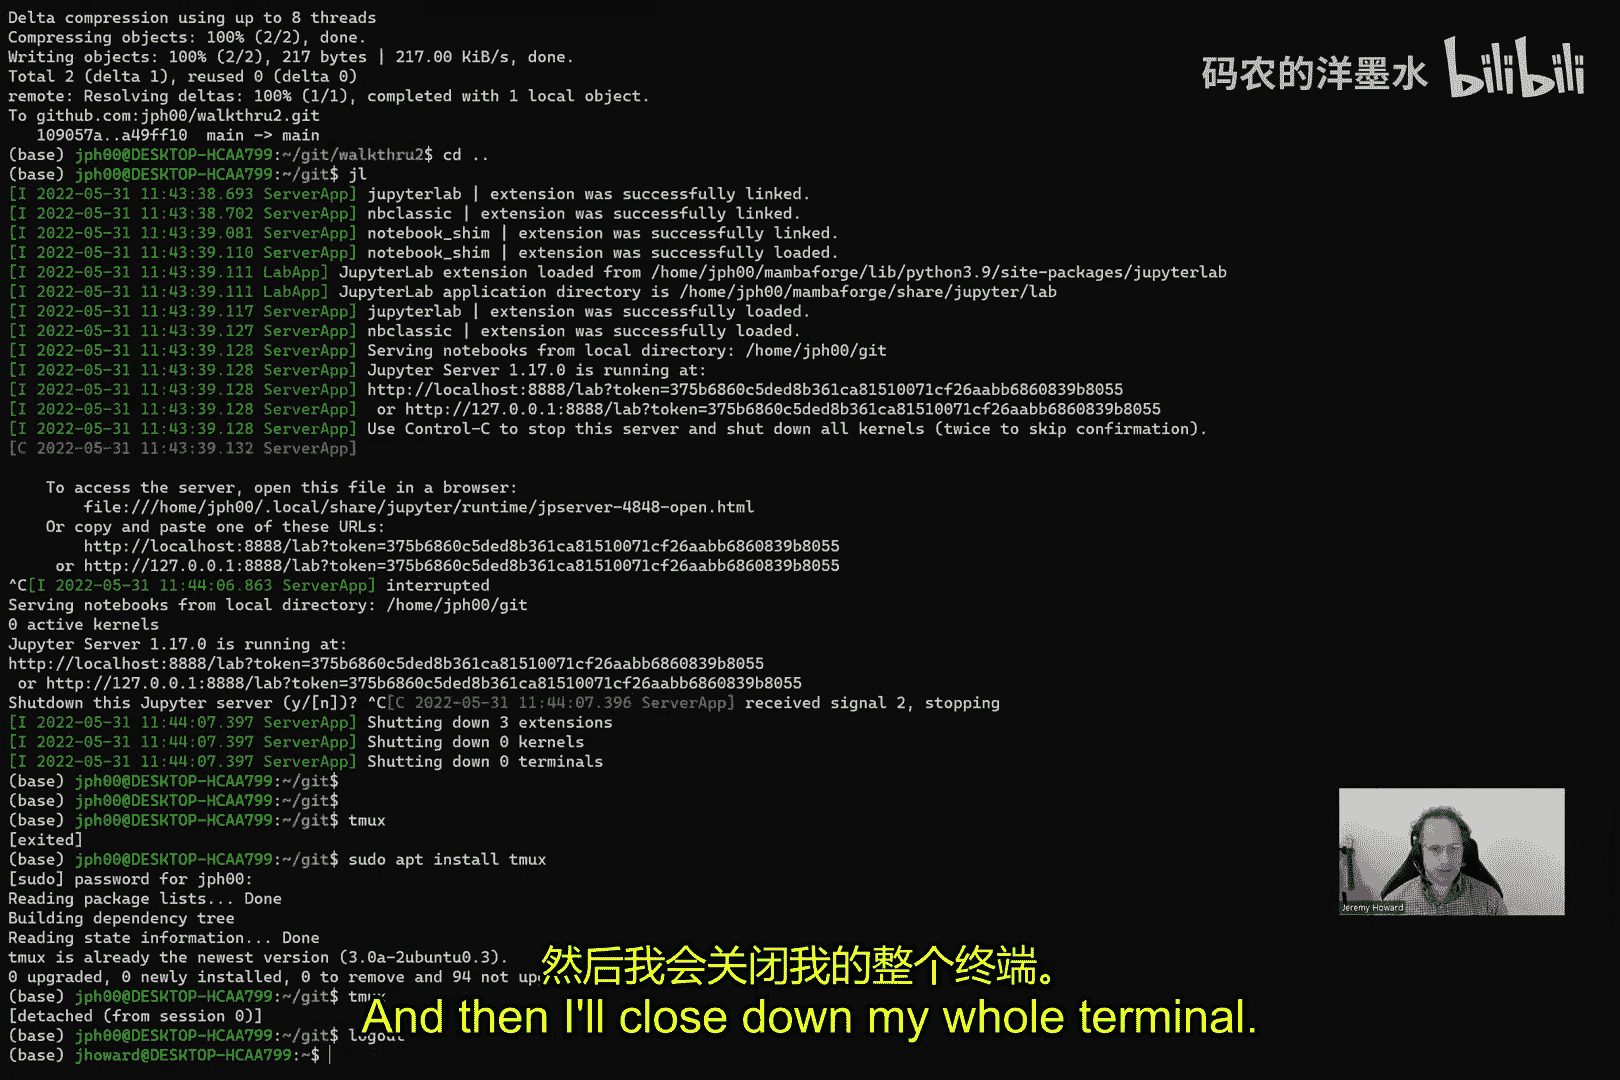 Delta compression using up to 8 threads
Compressing objects: 100% (2/2), done.
Writing objects: 100% (2/2), 217 bytes | 217.00 KiB/s, done.
Total 2 (delta 1), reused 0 (delta 0)
remote: Resolving deltas: 100% (1/1), completed with 1 local object.
To github.com:jph00/walkthru2.git
   109057a..a49ff10  main -> main
(base) jph00@DESKTOP-HCAA799:~/git/walkthru2$ cd ..
(base) jph00@DESKTOP-HCAA799:~/git$ jl
[I 2022-05-31 11:43:38.693 ServerApp] jupyterlab | extension was successfully linked.
[I 2022-05-31 11:43:38.702 ServerApp] nbclassic | extension was successfully linked.
[I 2022-05-31 11:43:39.081 ServerApp] notebook_shim | extension was successfully linked.
[I 2022-05-31 11:43:39.110 ServerApp] notebook_shim | extension was successfully loaded.
[I 2022-05-31 11:43:39.111 LabApp] JupyterLab extension loaded from /home/jph00/mambaforge/lib/python3.9/site-packages/jupyterlab
[I 2022-05-31 11:43:39.111 LabApp] JupyterLab application directory is /home/jph00/mambaforge/share/jupyter/lab
[I 2022-05-31 11:43:39.117 ServerApp] jupyterlab | extension was successfully loaded.
[I 2022-05-31 11:43:39.127 ServerApp] nbclassic | extension was successfully loaded.
[I 2022-05-31 11:43:39.128 ServerApp] Serving notebooks from local directory: /home/jph00/git
[I 2022-05-31 11:43:39.128 ServerApp] Jupyter Server 1.17.0 is running at:
[I 2022-05-31 11:43:39.128 ServerApp] http://localhost:8888/lab?token=375b6860c5ded8b361ca81510071cf26aabb6860839b8055
[I 2022-05-31 11:43:39.128 ServerApp]  or http://127.0.0.1:8888/lab?token=375b6860c5ded8b361ca81510071cf26aabb6860839b8055
[I 2022-05-31 11:43:39.128 ServerApp] Use Control-C to stop this server and shut down all kernels (twice to skip confirmation).
[C 2022-05-31 11:43:39.132 ServerApp]
    To access the server, open this file in a browser:
        file:///home/jph00/.local/share/jupyter/runtime/jpserver-4848-open.html
    Or copy and paste one of these URLs:
        http://localhost:8888/lab?token=375b6860c5ded8b361ca81510071cf26aabb6860839b8055
     or http://127.0.0.1:8888/lab?token=375b6860c5ded8b361ca81510071cf26aabb6860839b8055
^C[I 2022-05-31 11:44:06.863 ServerApp] interrupted
Serving notebooks from local directory: /home/jph00/git
0 active kernels
Jupyter Server 1.17.0 is running at:
http://localhost:8888/lab?token=375b6860c5ded8b361ca81510071cf26aabb6860839b8055
 or http://127.0.0.1:8888/lab?token=375b6860c5ded8b361ca81510071cf26aabb6860839b8055
Shutdown this Jupyter server (y/[n])? ^C[C 2022-05-31 11:44:07.396 ServerApp] received signal 2, stopping
[I 2022-05-31 11:44:07.397 ServerApp] Shutting down 3 extensions
[I 2022-05-31 11:44:07.397 ServerApp] Shutting down 0 kernels
[I 2022-05-31 11:44:07.397 ServerApp] Shutting down 0 terminals
(base) jph00@DESKTOP-HCAA799:~/git$
(base) jph00@DESKTOP-HCAA799:~/git$
(base) jph00@DESKTOP-HCAA799:~/git$ tmux
[exited]
(base) jph00@DESKTOP-HCAA799:~/git$ sudo apt install tmux
[sudo] password for jph00:
Reading package lists... Done
Building dependency tree
Reading state information... Done
tmux is already the newest version (3.0a-2ubuntu0.3).
0 upgraded, 0 newly installed, 0 to remove and 94 not
(base) jph00@DESKTOP-HCAA799:~/git$ tmux
[detached (from session 0)]
(base) jph00@DESKTOP-HCAA799:~/git$ logout
(base) jhoward@DESKTOP-HCAA799:~$
码农的洋墨水 bilibili
Jeremy Howard
然后我会关闭我的整个终端。
And then I'll close down my whole terminal.